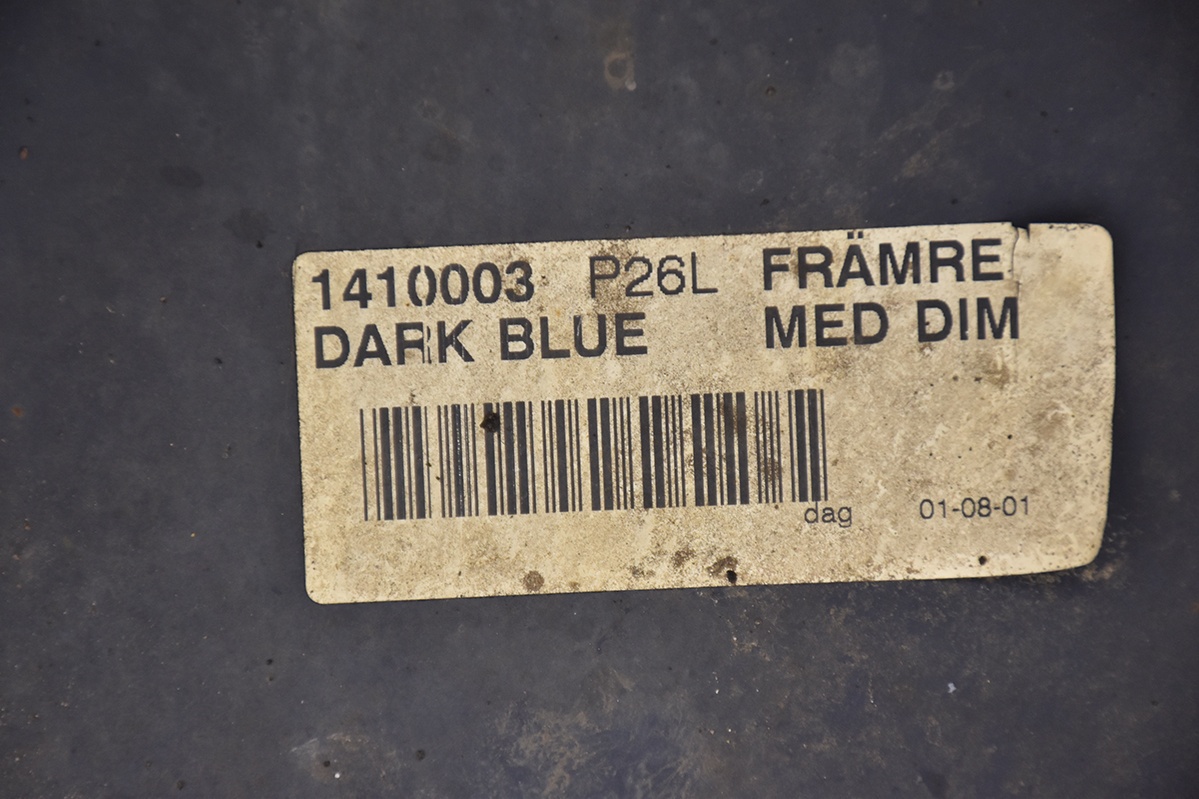 1410003 P26L FRÄMRE
DARK BLUE MED DIM
dag 01-08-01